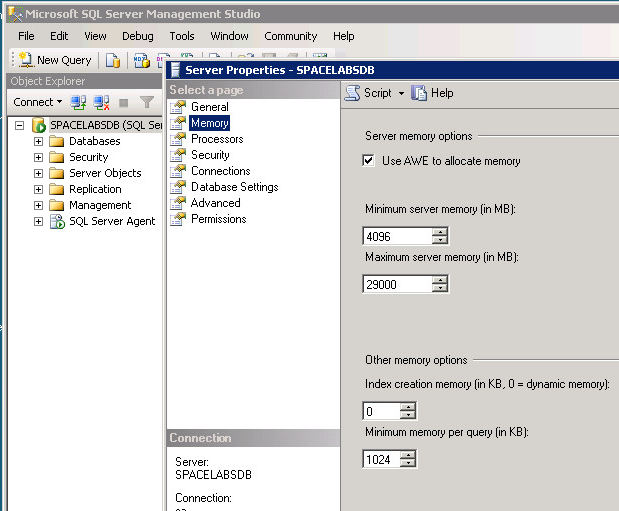 Microsoft SQL Server Management Studio
File Edit View Debug Tools Window Community Help
New Query
Object Explorer
Connect
SPACELABSDB (SQL Ser
Databases
Security
Server Objects
Replication
Management
SQL Server Agent
Server Properties - SPACELABSDB
Select a page
General
Memory
Processors
Security
Connections
Database Settings
Advanced
Permissions
Connection
Server:
SPACELABSDB
Connection:
Script Help
Server memory options
Use AWE to allocate memory
Minimum server memory (in MB):
4096
Maximum server memory (in MB):
29000
Other memory options
Index creation memory (in KB, 0 = dynamic memory):
0
Minimum memory per query (in KB):
1024